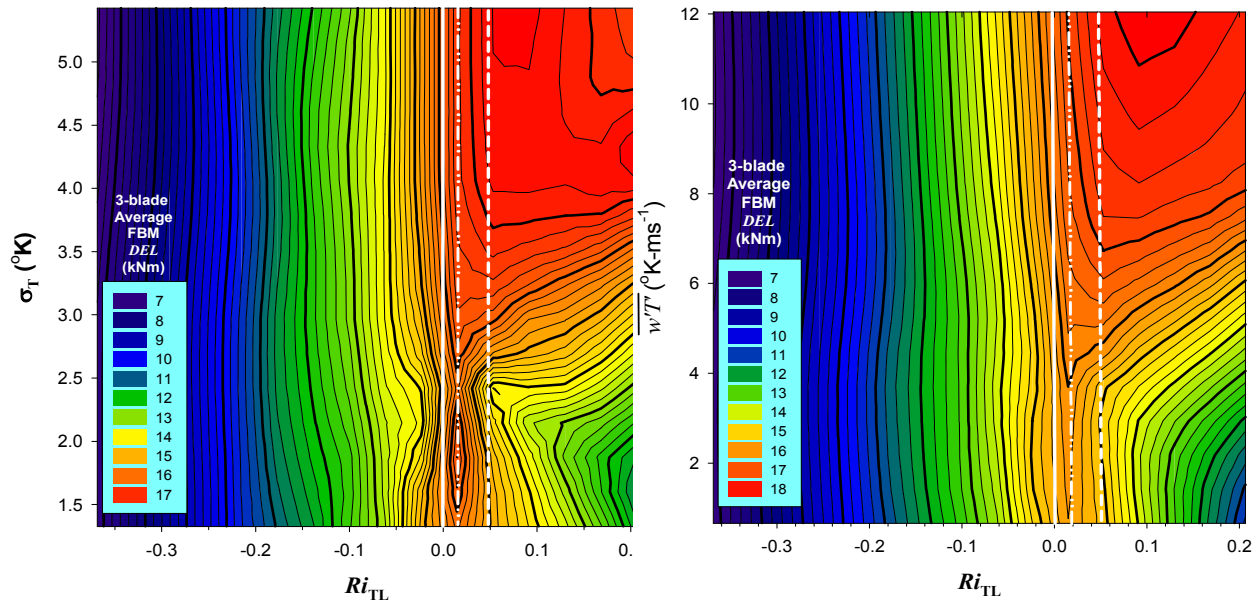 5.0
4.5
4.0
3.5
3.0
2.5
2.0
1.5
σT (°K)
3-blade
Average
FBM
DEL
(kNm)
7
8
9
10
11
12
13
14
15
16
17
-0.3 -0.2 -0.1 0.0 0.1 0.
RiTL
12
10
8
6
4
2
w'T' (°K-ms-1)
3-blade
Average
FBM
DEL
(kNm)
7
8
9
10
11
12
13
14
15
16
17
18
-0.3 -0.2 -0.1 0.0 0.1 0.2
RiTL